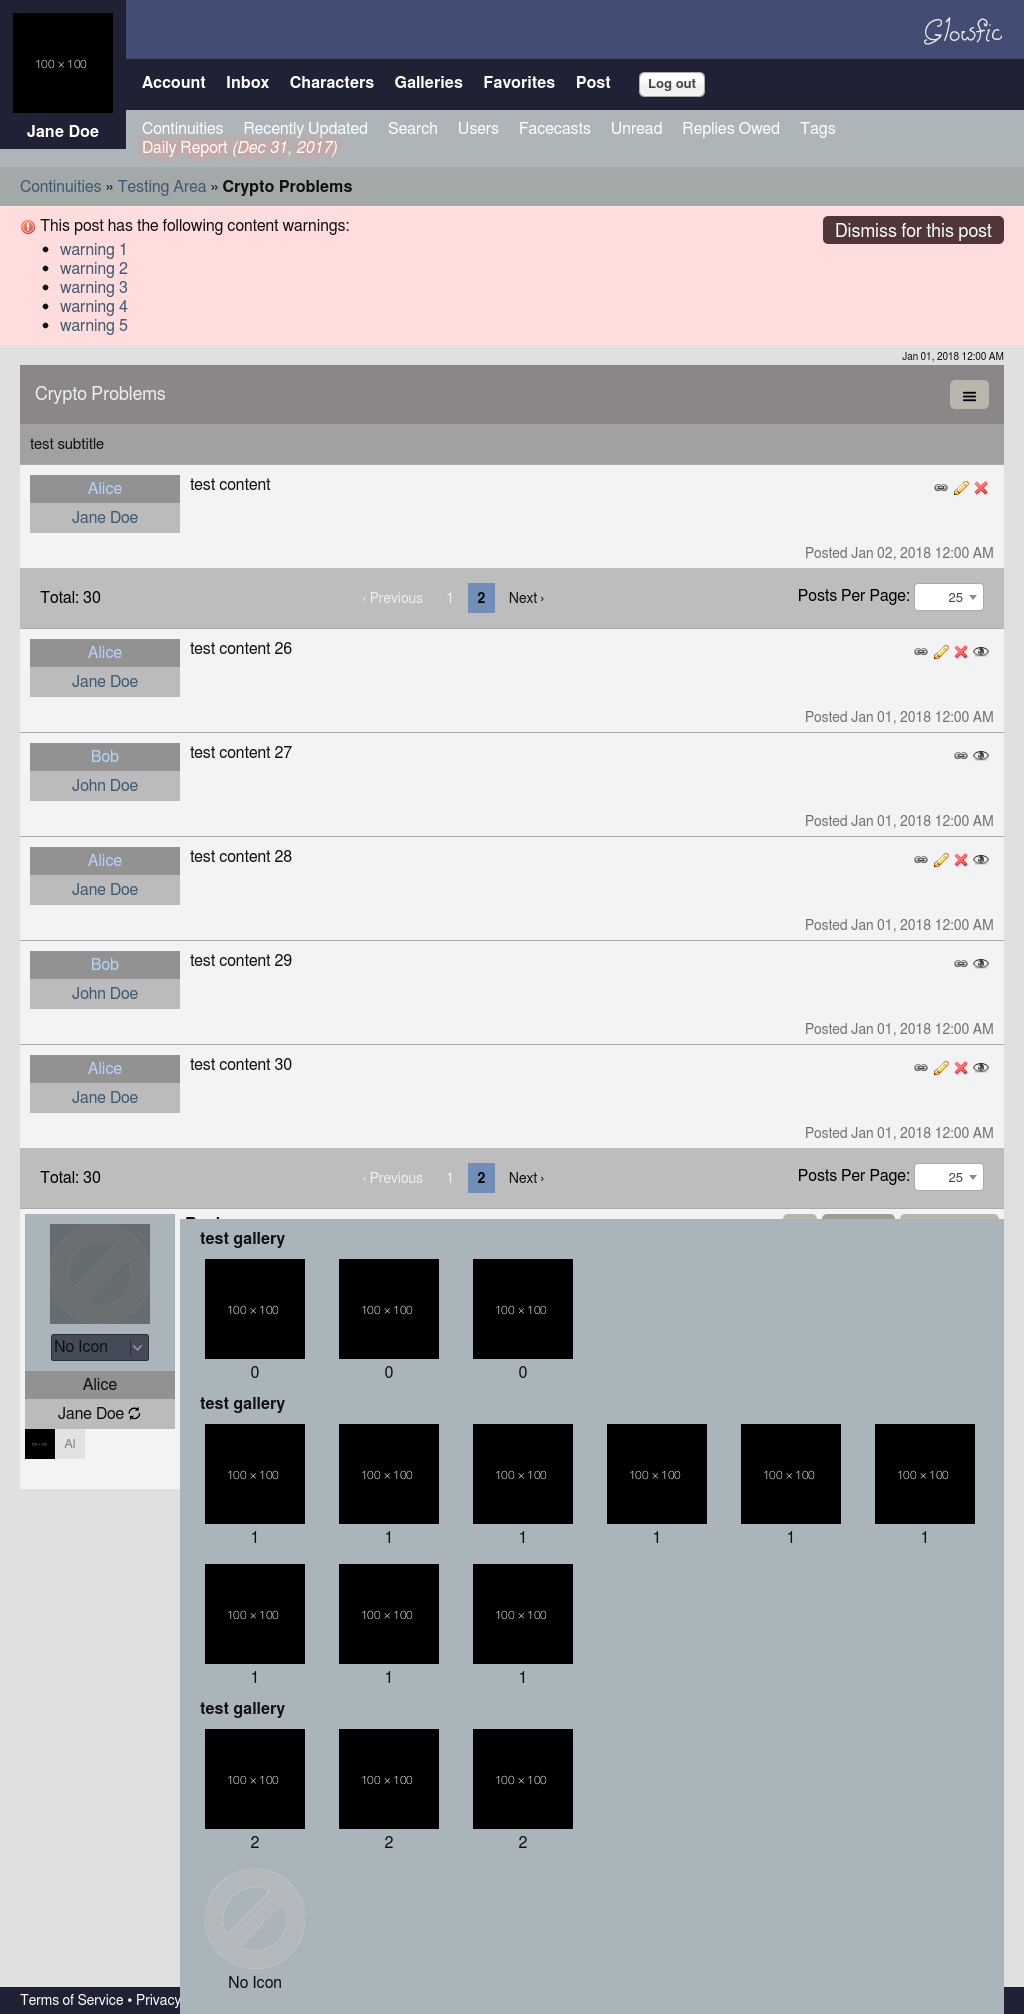 Glowfic
100 × 100
Jane Doe
Account Inbox Characters Galleries Favorites Post Log out
Continuities Recently Updated Search Users Facecasts Unread Replies Owed Tags
Daily Report (Dec 31, 2017)
Continuities » Testing Area » Crypto Problems
This post has the following content warnings:
Dismiss for this post
• warning 1
• warning 2
• warning 3
• warning 4
• warning 5
Jan 01, 2018 12:00 AM
Crypto Problems
test subtitle
Alice
Jane Doe
test content
Posted Jan 02, 2018 12:00 AM
Total: 30 ‹ Previous 1 2 Next › Posts Per Page: 25
Alice
Jane Doe
test content 26
Posted Jan 01, 2018 12:00 AM
Bob
John Doe
test content 27
Posted Jan 01, 2018 12:00 AM
Alice
Jane Doe
test content 28
Posted Jan 01, 2018 12:00 AM
Bob
John Doe
test content 29
Posted Jan 01, 2018 12:00 AM
Alice
Jane Doe
test content 30
Posted Jan 01, 2018 12:00 AM
Total: 30 ‹ Previous 1 2 Next › Posts Per Page: 25
No Icon
Alice
Jane Doe
Al
test gallery
100 × 100 100 × 100 100 × 100
0 0 0
test gallery
100 × 100 100 × 100 100 × 100 100 × 100 100 × 100 100 × 100
1 1 1 1 1 1
100 × 100 100 × 100 100 × 100
1 1 1
test gallery
100 × 100 100 × 100 100 × 100
2 2 2
No Icon
Terms of Service • Privacy